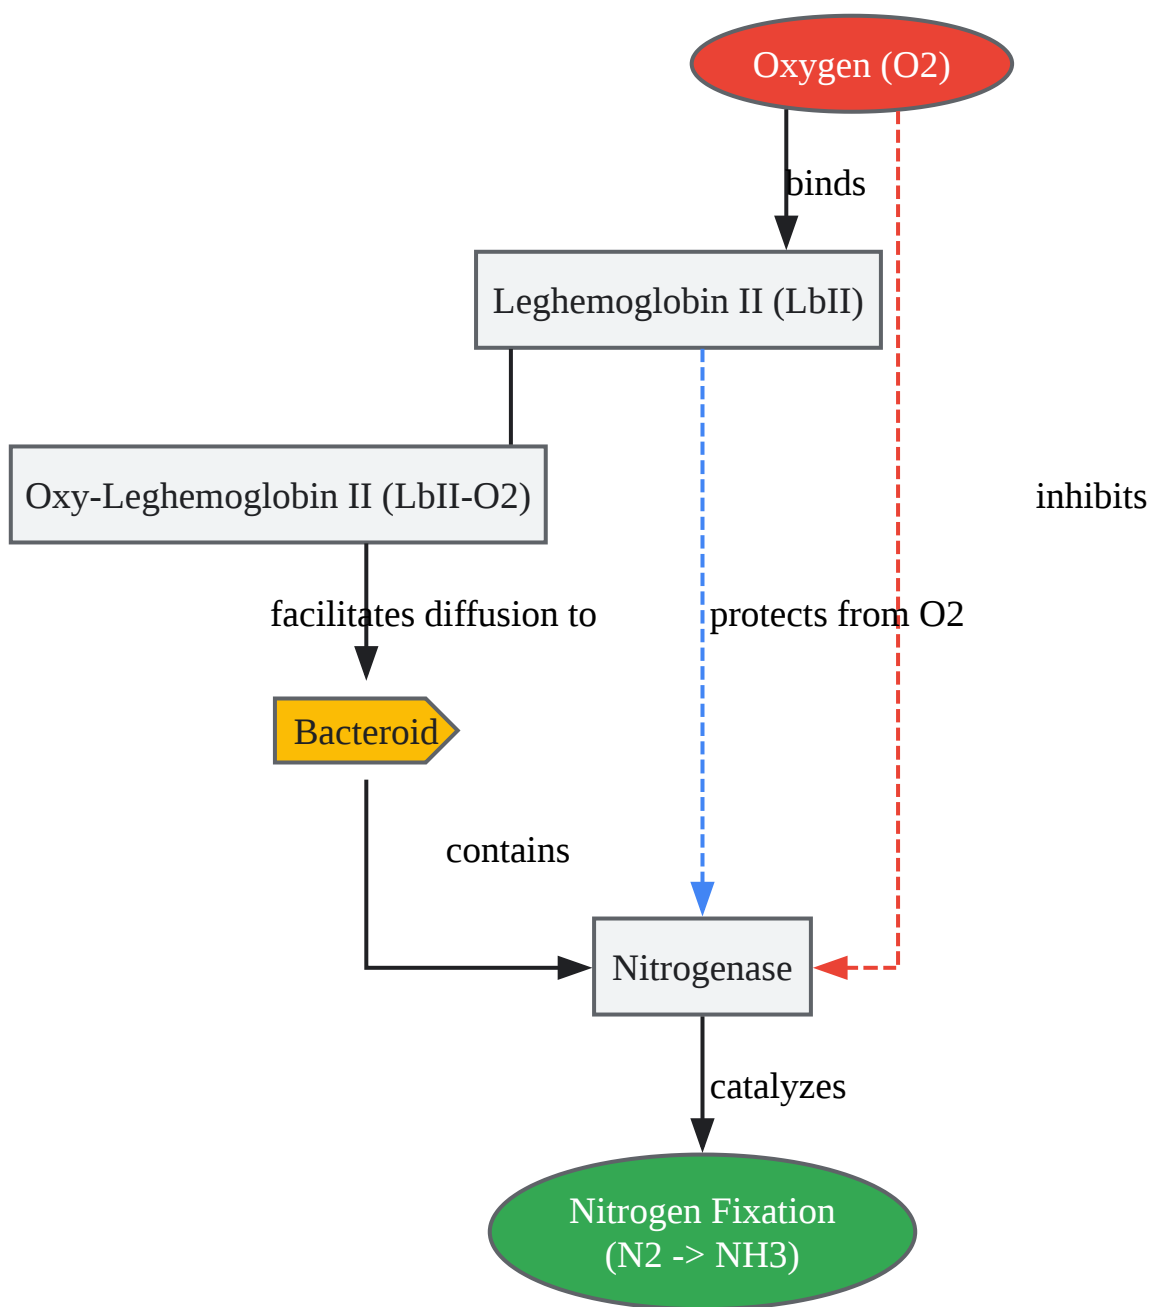 Oxygen (O2)
binds
Leghemoglobin II (LbII)
Oxy-Leghemoglobin II (LbII-O2)
inhibits
facilitates diffusion to
protects from O2
Bacteroid
contains
Nitrogenase
catalyzes
Nitrogen Fixation
(N2 -> NH3)